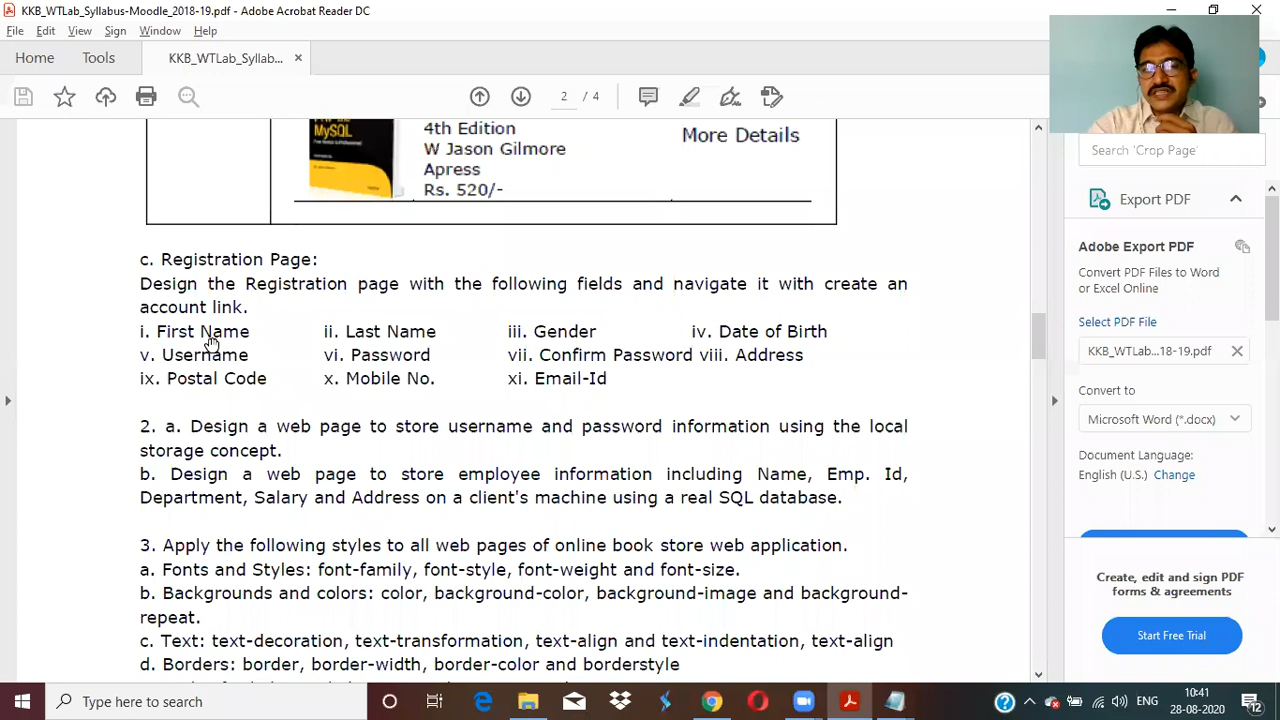 KKB_WTLab_Syllabus-Moodle_2018-19.pdf - Adobe Acrobat Reader DC
File Edit View Sign Window Help
Home Tools KKB_WTLab_Syllab...
2 / 4
Search 'Crop Page'
MySQL
4th Edition
W Jason Gilmore
Apress
Rs. 520/-
More Details
c. Registration Page:
Design the Registration page with the following fields and navigate it with create an
account link.
i. First Name ii. Last Name iii. Gender iv. Date of Birth
v. Username vi. Password vii. Confirm Password viii. Address
ix. Postal Code x. Mobile No. xi. Email-Id
2. a. Design a web page to store username and password information using the local
storage concept.
b. Design a web page to store employee information including Name, Emp. Id,
Department, Salary and Address on a client's machine using a real SQL database.
3. Apply the following styles to all web pages of online book store web application.
a. Fonts and Styles: font-family, font-style, font-weight and font-size.
b. Backgrounds and colors: color, background-color, background-image and background-
repeat.
c. Text: text-decoration, text-transformation, text-align and text-indentation, text-align
d. Borders: border, border-width, border-color and borderstyle
Export PDF
Adobe Export PDF
Convert PDF Files to Word
or Excel Online
Select PDF File
KKB_WTLab...18-19.pdf
Convert to
Microsoft Word (*.docx)
Document Language:
English (U.S.) Change
Create, edit and sign PDF
forms & agreements
Start Free Trial
Type here to search
ENG
10:41
28-08-2020
12